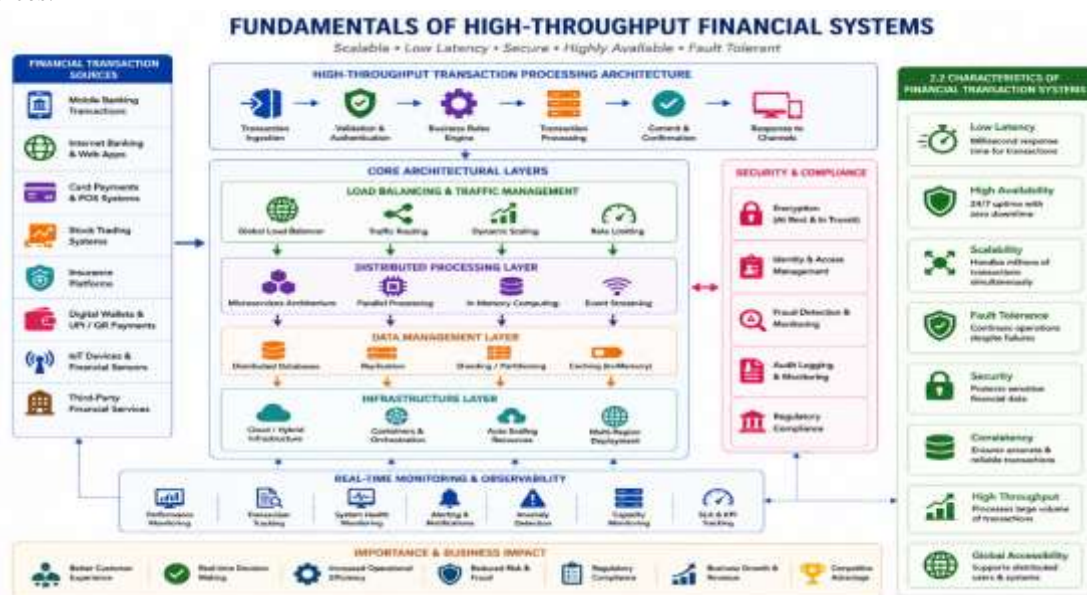 FUNDAMENTALS OF HIGH-THROUGHPUT FINANCIAL SYSTEMS
Scalable • Low Latency • Secure • Highly Available • Fault Tolerant
FINANCIAL TRANSACTION
SOURCES
Mobile Banking
Transactions
Internet Banking
& Web Apps
Card Payments
& POS Systems
Stock Trading
Systems
Insurance
Platforms
Digital Wallets &
UPI / QR Payments
IoT Devices &
Financial Sensors
Third-Party
Financial Services
HIGH-THROUGHPUT TRANSACTION PROCESSING ARCHITECTURE
Transaction
Ingestion
Validation &
Authentication
Business Rules
Engine
Transaction
Processing
Commit &
Confirmation
Response to
Channels
CORE ARCHITECTURAL LAYERS
LOAD BALANCING & TRAFFIC MANAGEMENT
Global Load Balancer
Traffic Routing
Dynamic Scaling
Rate Limiting
DISTRIBUTED PROCESSING LAYER
Microservices Architecture
Parallel Processing
In-Memory Computing
Event Streaming
DATA MANAGEMENT LAYER
Distributed Databases
Replication
Sharding / Partitioning
Caching (In-Memory)
INFRASTRUCTURE LAYER
Cloud / Hybrid
Infrastructure
Containers &
Orchestration
Auto Scaling
Resources
Multi-Region
Deployment
SECURITY & COMPLIANCE
Encryption
(At Rest & In Transit)
Identity & Access
Management
Fraud Detection &
Monitoring
Audit Logging
& Monitoring
Regulatory
Compliance
REAL-TIME MONITORING & OBSERVABILITY
Performance
Monitoring
Transaction
Tracking
System Health
Monitoring
Alerting &
Notifications
Anomaly
Detection
Capacity
Monitoring
SLA & KPI
Tracking
IMPORTANCE & BUSINESS IMPACT
Better Customer
Experience
Real-time Decision
Making
Increased Operational
Efficiency
Reduced Risk &
Fraud
Regulatory
Compliance
Business Growth &
Revenue
Competitive
Advantage
2.2 CHARACTERISTICS OF
FINANCIAL TRANSACTION SYSTEMS
Low Latency
Millisecond response
time for transactions
High Availability
24/7 uptime with
zero downtime
Scalability
Handles millions of
transactions
simultaneously
Fault Tolerance
Continues operations
despite failures
Security
Protects sensitive
financial data
Consistency
Ensures accurate &
reliable transactions
High Throughput
Processes large volume
of transactions
Global Accessibility
Supports distributed
users & systems